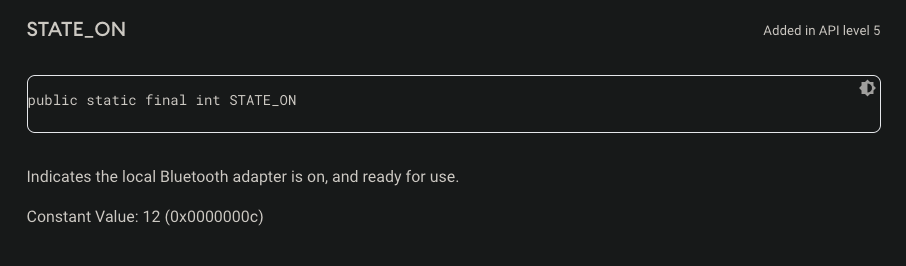 STATE_ON
Added in API level 5
public static final int STATE_ON
Indicates the local Bluetooth adapter is on, and ready for use.
Constant Value: 12 (0x0000000c)